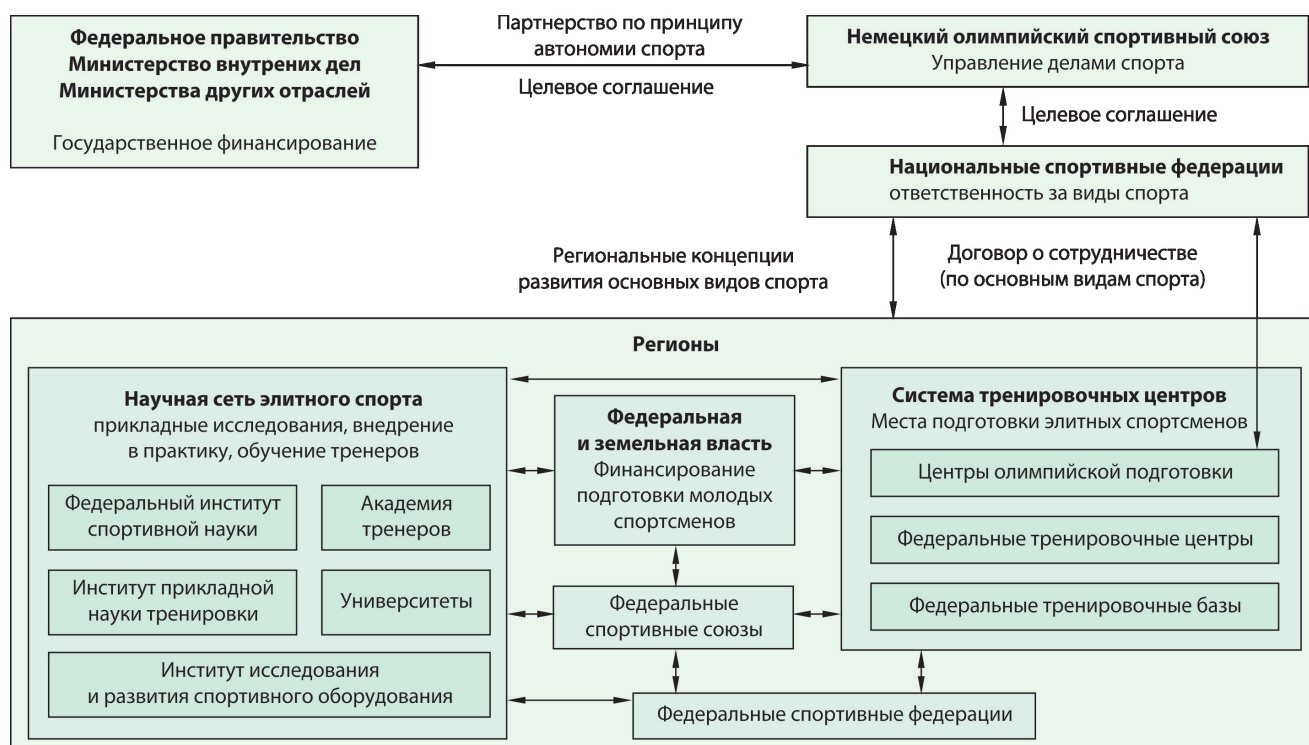 Федеральное правительство
Министерство внутрених дел
Министерства других отраслей
Государственное финансирование
Партнерство по принципу
автономии спорта
Целевое соглашение
Немецкий олимпийский спортивный союз
Управление делами спорта
Целевое соглашение
Национальные спортивные федерации
ответственность за виды спорта
Региональные концепции
развития основных видов спорта
Договор о сотрудничестве
(по основным видам спорта)
Регионы
Научная сеть элитного спорта
прикладные исследования, внедрение
в практику, обучение тренеров
Федеральный институт
спортивной науки
Академия
тренеров
Институт прикладной
науки тренировки
Университеты
Институт исследования
и развития спортивного оборудования
Федеральная
и земельная власть
Финансирование
подготовки молодых
спортсменов
Федеральные
спортивные союзы
Федеральные спортивные федерации
Система тренировочных центров
Места подготовки элитных спортсменов
Центры олимпийской подготовки
Федеральные тренировочные центры
Федеральные тренировочные базы